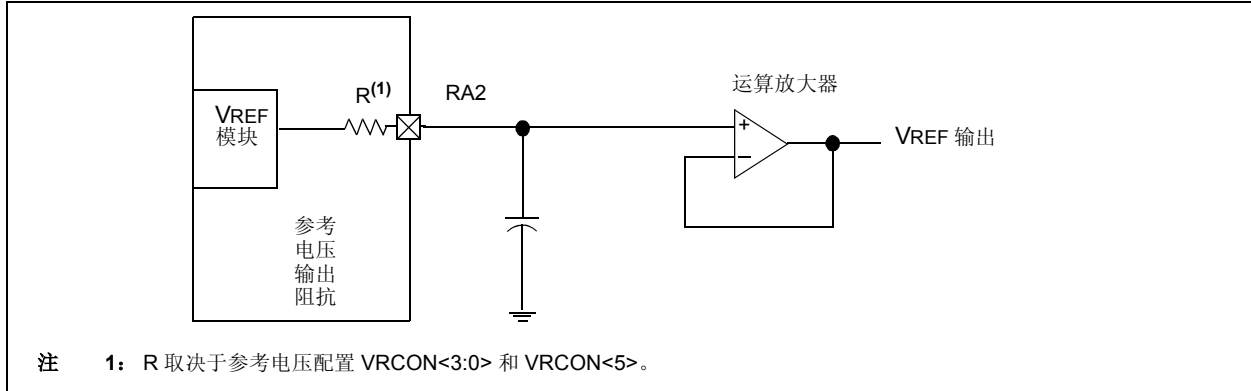 VREF
模块
R(1)
RA2
运算放大器
+
−
VREF 输出
参考
电压
输出
阻抗
注 1: R 取决于参考电压配置 VRCON<3:0> 和 VRCON<5>。